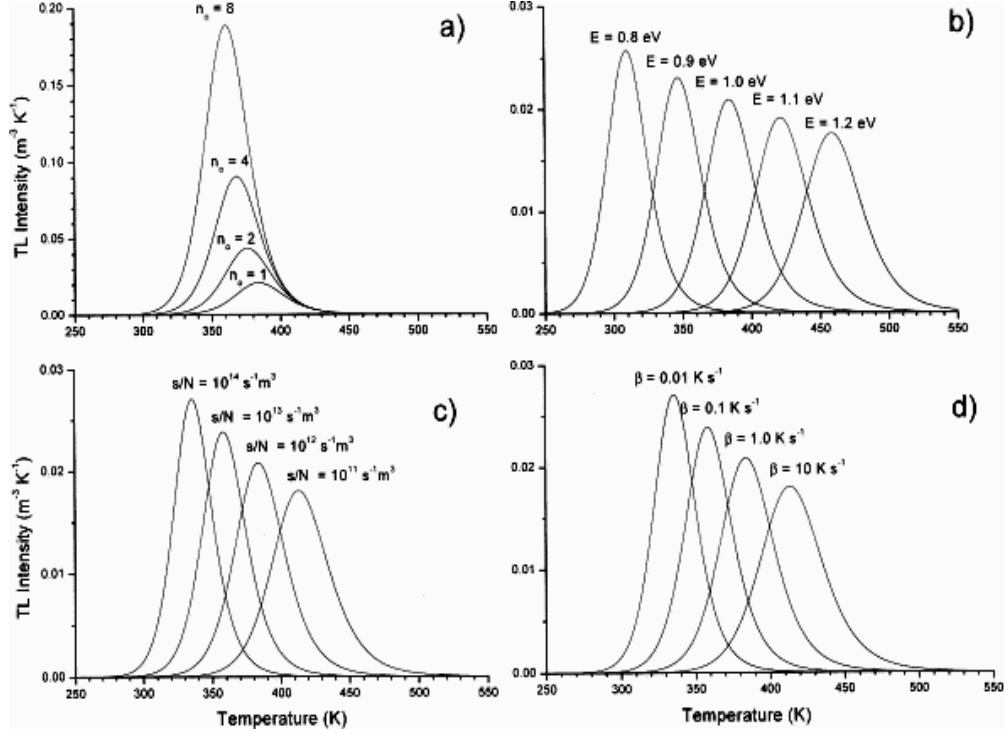 a)
n₀ = 8
n₀ = 4
n₀ = 2
n₀ = 1
0.20
0.15
0.10
0.05
0.00
TL Intensity (m⁻³ K⁻¹)
250 300 350 400 450 500 550
b)
E = 0.8 eV
E = 0.9 eV
E = 1.0 eV
E = 1.1 eV
E = 1.2 eV
0.03
0.02
0.01
0.00
250 300 350 400 450 500 550
c)
s/N = 10¹⁴ s⁻¹m³
s/N = 10¹³ s⁻¹m³
s/N = 10¹² s⁻¹m³
s/N = 10¹¹ s⁻¹m³
0.03
0.02
0.01
0.00
TL Intensity (m⁻³ K⁻¹)
250 300 350 400 450 500 550
Temperature (K)
d)
β = 0.01 K s⁻¹
β = 0.1 K s⁻¹
β = 1.0 K s⁻¹
β = 10 K s⁻¹
0.03
0.02
0.01
0.00
250 300 350 400 450 500 550
Temperature (K)